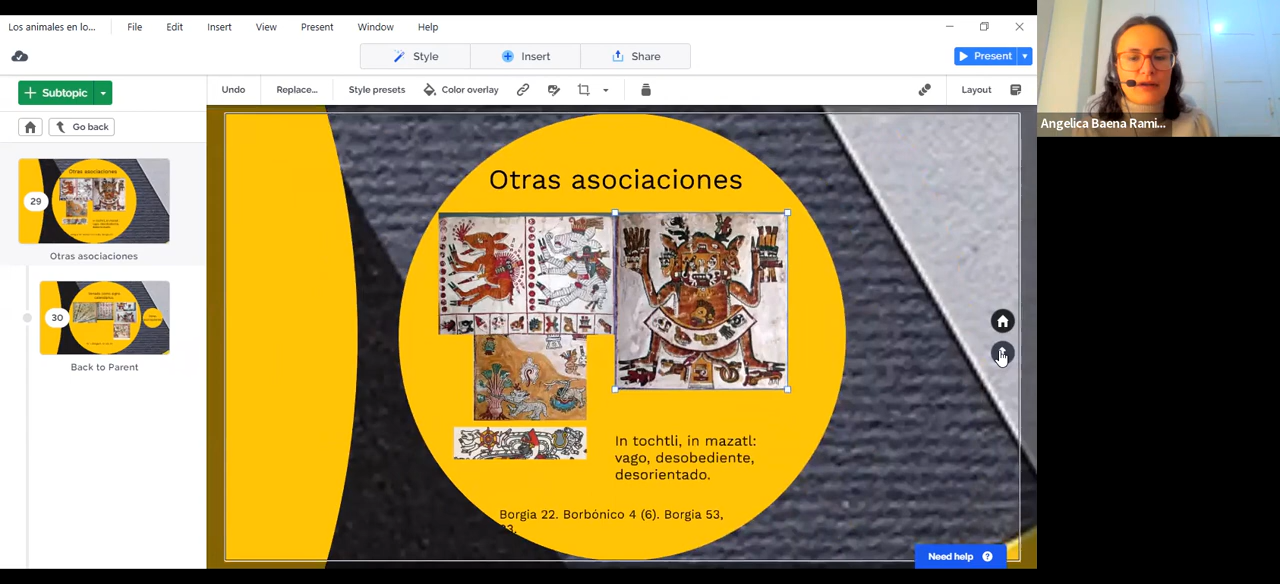 Los animales en lo...
File
Edit
Insert
View
Present
Window
Help
Style
Insert
Share
Present
Subtopic
Undo
Replace...
Style presets
Color overlay
Layout
Go back
29
Otras asociaciones
30
Back to Parent
Otras asociaciones
In tochtli, in mazatl:
vago, desobediente,
desorientado.
Borgia 22. Borbónico 4 (6). Borgia 53,
Need help ?
Angelica Baena Rami...